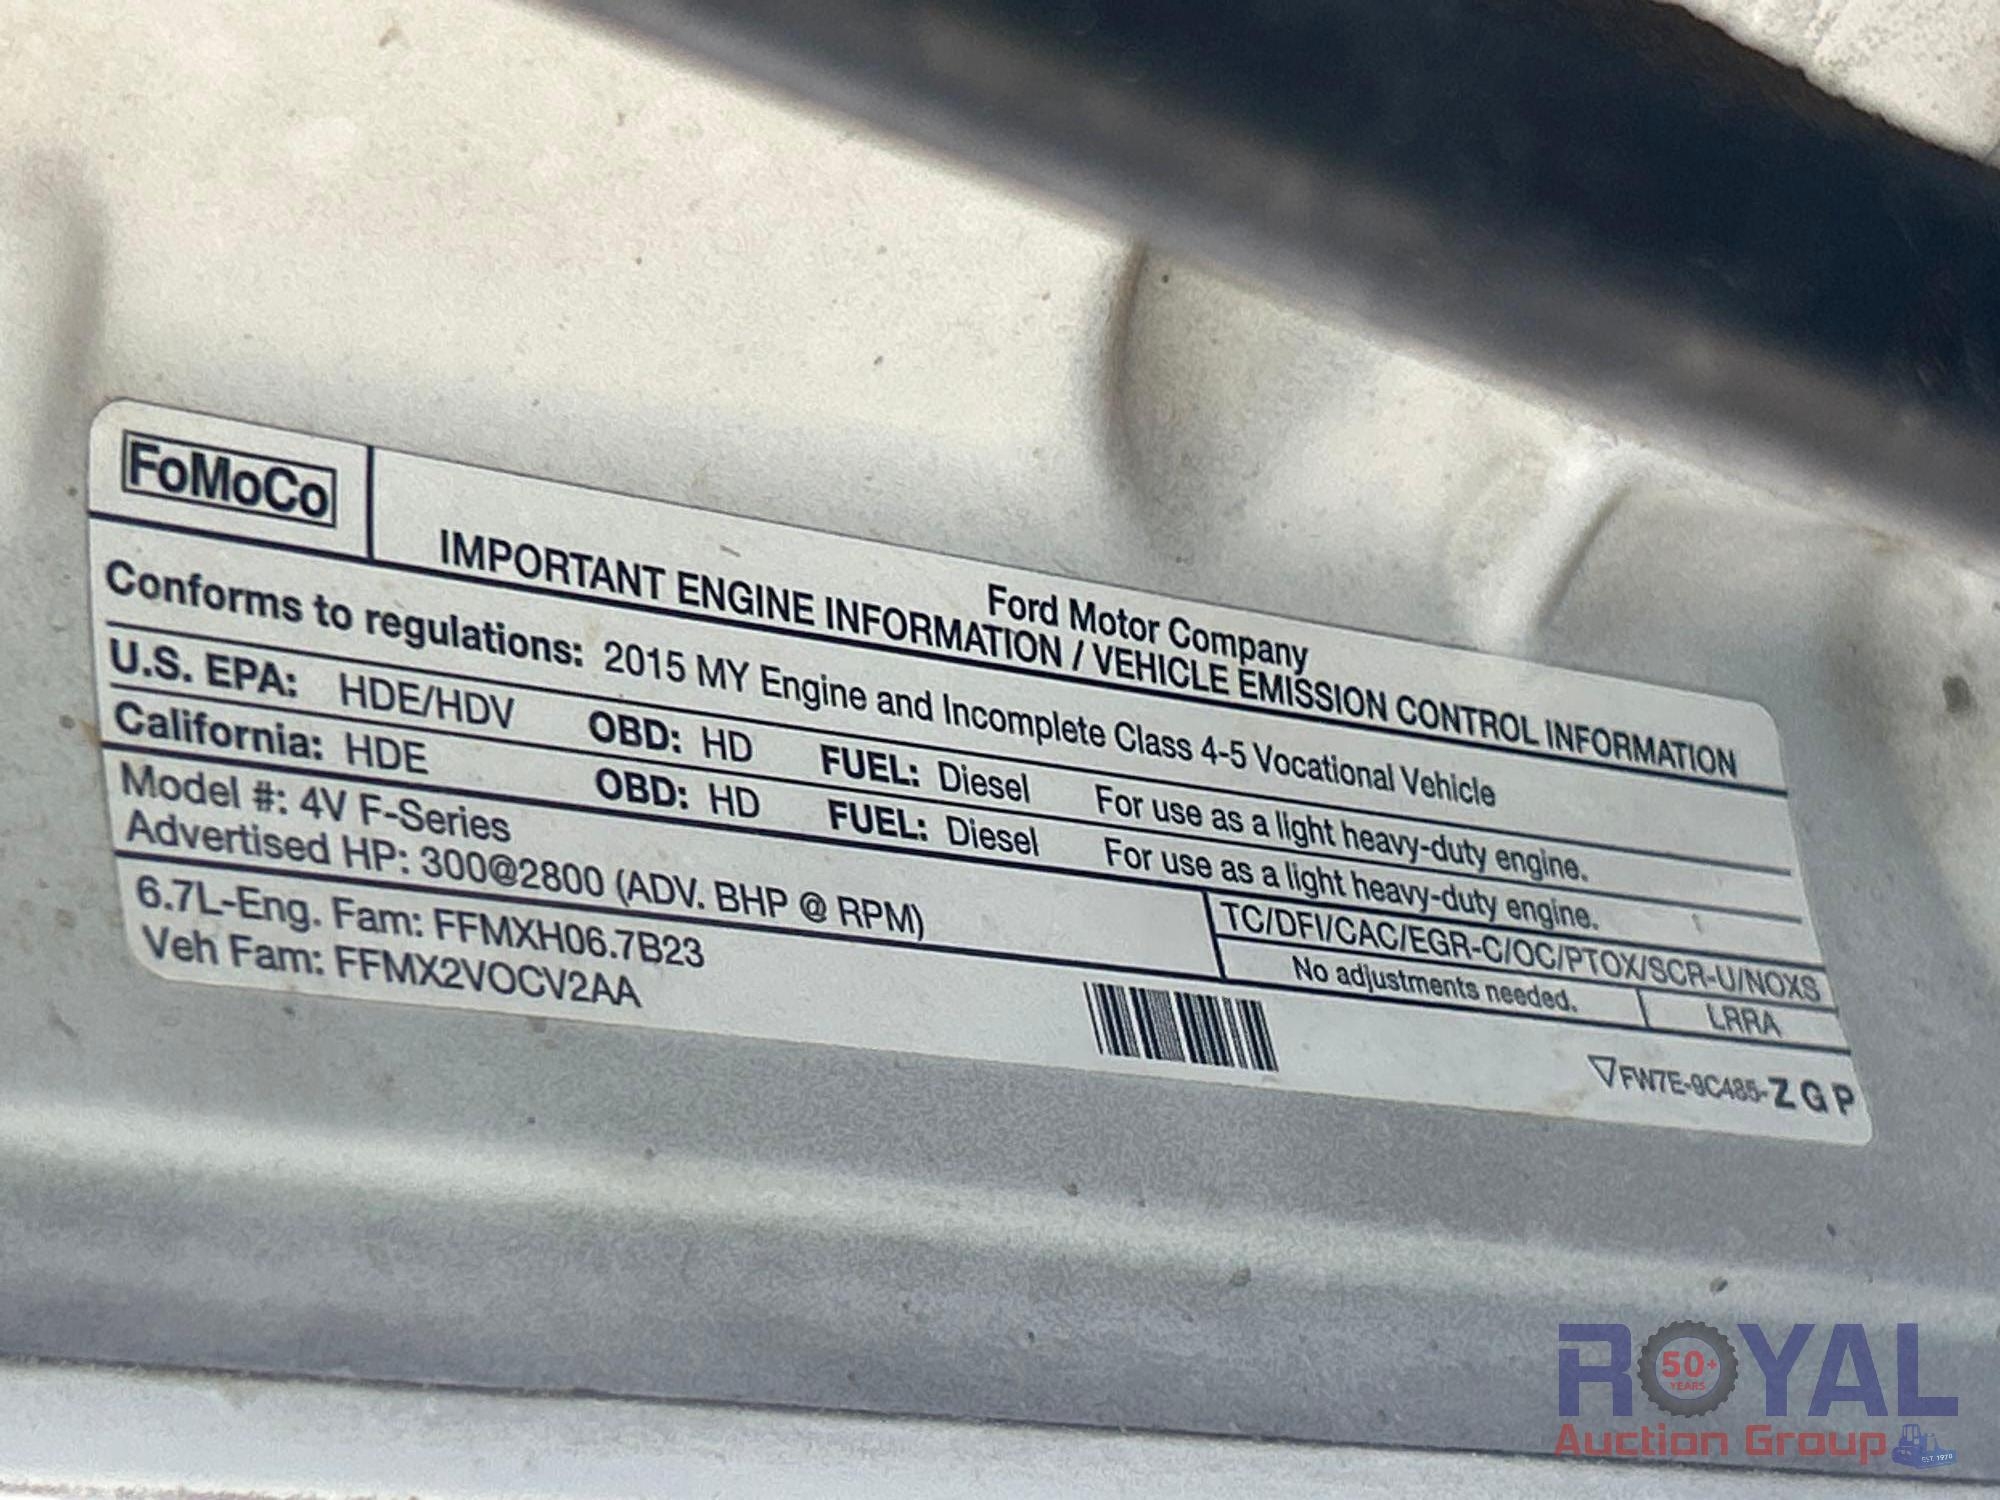 FoMoCo
Ford Motor Company
IMPORTANT ENGINE INFORMATION / VEHICLE EMISSION CONTROL INFORMATION
Conforms to regulations: 2015 MY Engine and Incomplete Class 4-5 Vocational Vehicle
U.S. EPA: HDE/HDV OBD: HD FUEL: Diesel For use as a light heavy-duty engine.
California: HDE OBD: HD FUEL: Diesel For use as a light heavy-duty engine.
Model #: 4V F-Series
Advertised HP: 300@2800 (ADV. BHP @ RPM)
TC/DFI/CAC/EGR-C/OC/PTOX/SCR-U/NOXS
No adjustments needed. LRRA
6.7L-Eng. Fam: FFMXH06.7B23
Veh Fam: FFMX2VOCV2AA
FW7E-9C485-ZGP
ROYAL
50+
YEARS
Auction Group
EST. 1970